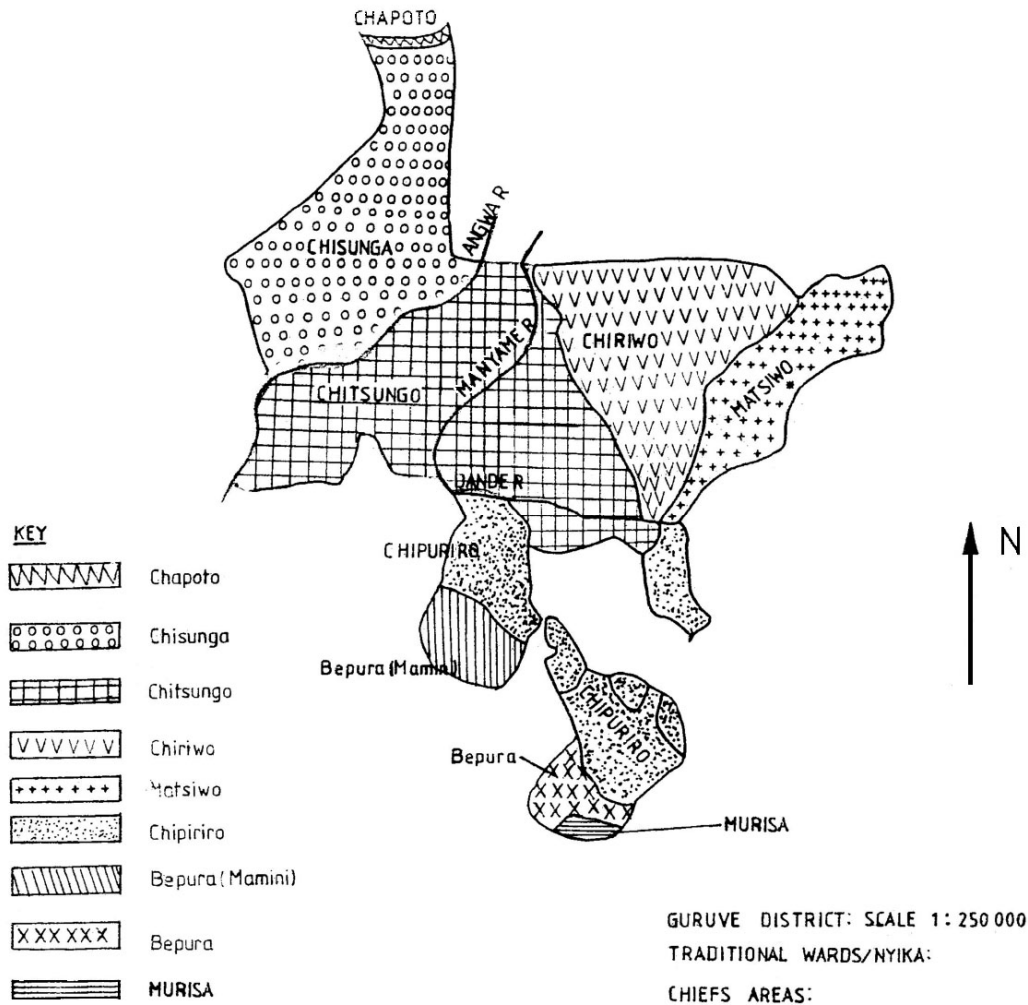 CHAPOTO
ANGWA R
CHISUNGA
CHIRIWO
MANYAME R
MATSIWO
CHITSUNGO
DANDE R
KEY
N
CHIPURIRO
Chapoto
Chisunga
Bepura (Mamini)
Chitsungo
CHIPURIRO
Chiriwo
Bepura
Matsiwo
MURISA
Chipiriro
Bepura (Mamini)
Bepura
MURISA
GURUVE DISTRICT: SCALE 1:250 000
TRADITIONAL WARDS/NYIKA:
CHIEFS AREAS: